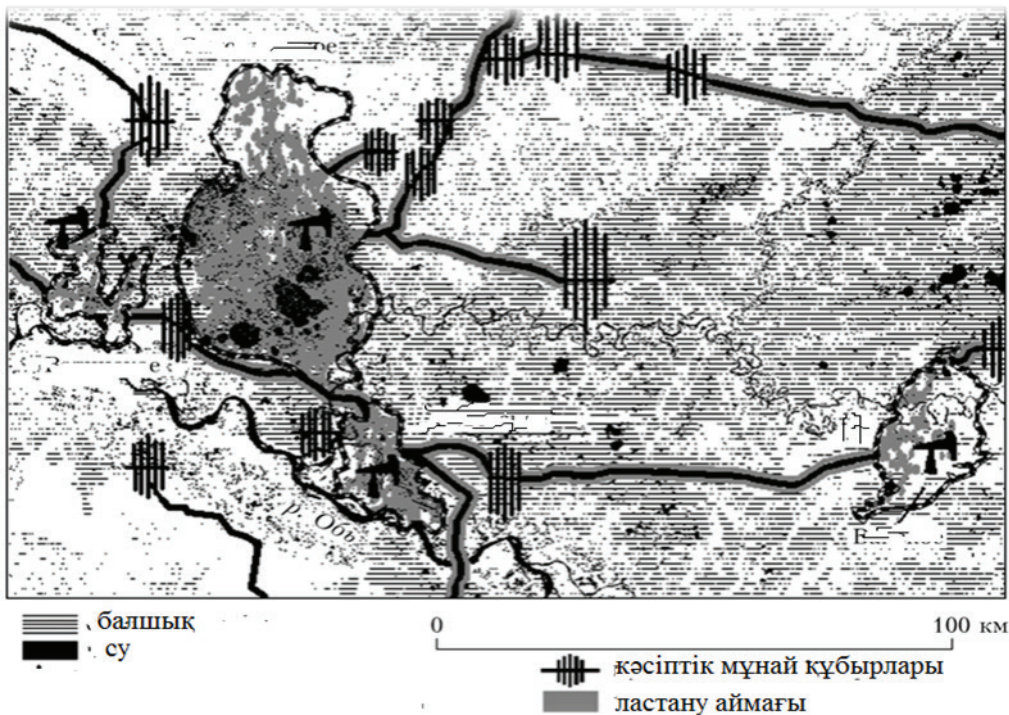 р. Обь
балшық
су
0 100 км
кәсіптік мұнай құбырлары
ластану аймағы